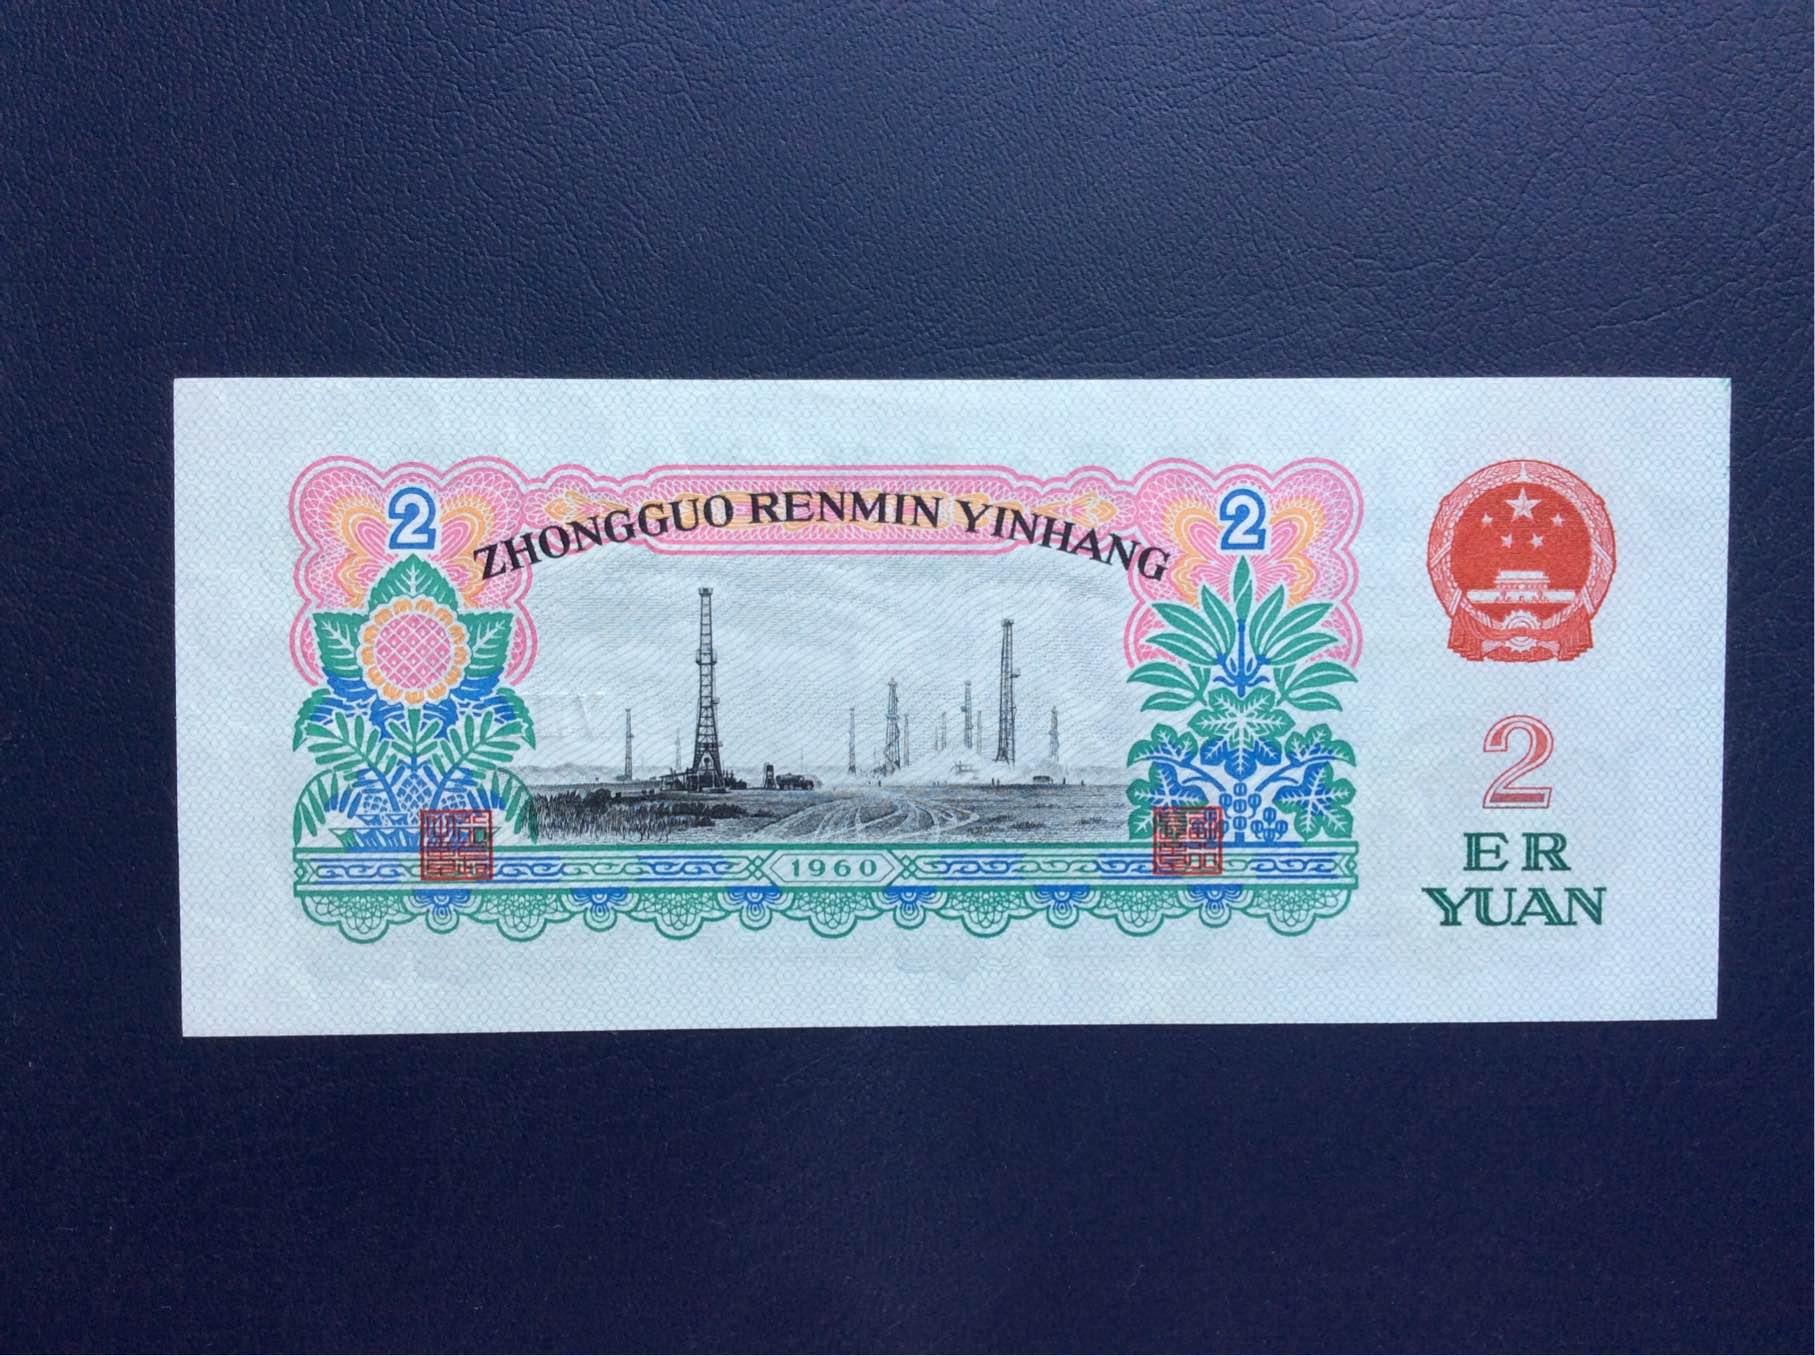 2
2
ZHONGGUO RENMIN YINHANG
1960
2
ER
YUAN